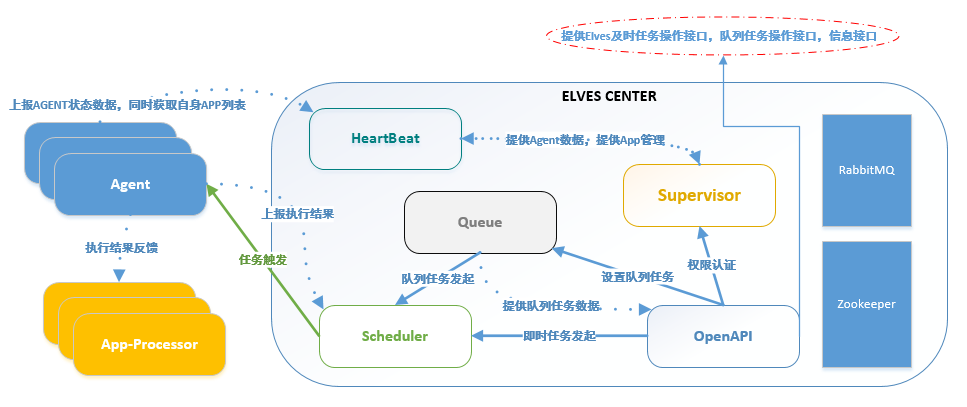 提供Elves及时任务操作接口，队列任务操作接口，信息接口
ELVES CENTER
上报AGENT状态数据，同时获取自身APP列表
HeartBeat
提供Agent数据，提供App管理
RabbitMQ
Agent
Supervisor
上报执行结果
Queue
执行结果反馈
任务触发
权限认证
队列任务发起
设置队列任务
提供队列任务数据
Zookeeper
App-Processor
Scheduler
即时任务发起
OpenAPI